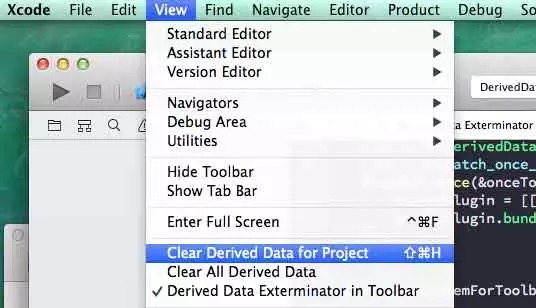 Xcode File Edit View Find Navigate Editor Product Debug So
Standard Editor
Assistant Editor
Version Editor
DerivedDa
Navigators
Debug Area
Utilities
a Exterminator
erivedData
atch_once_
nce(&onceTo
lugin = [[
lugin.bund
Hide Toolbar
Show Tab Bar
Enter Full Screen ^⌘F
Clear Derived Data for Project ⇧⌘H
Clear All Derived Data
✓ Derived Data Exterminator in Toolbar
emForToolb